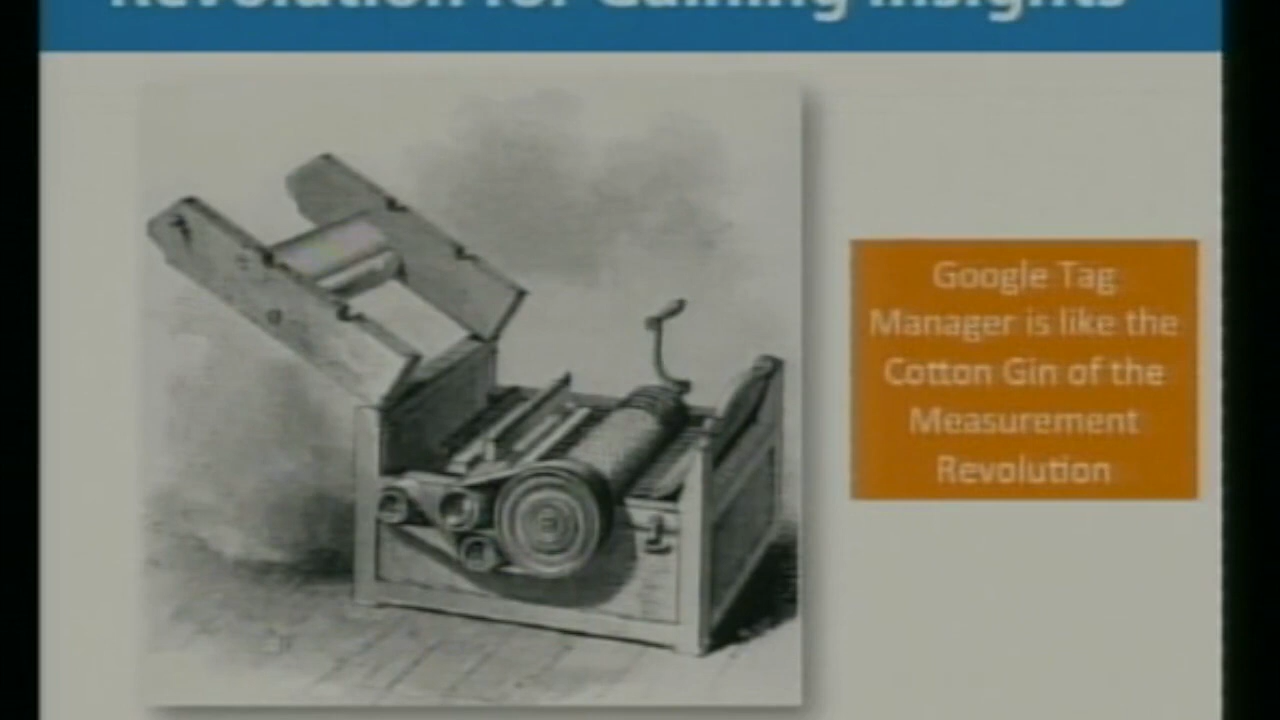 Revolution for Gaining Insights
Google Tag
Manager is like the
Cotton Gin of the
Measurement
Revolution